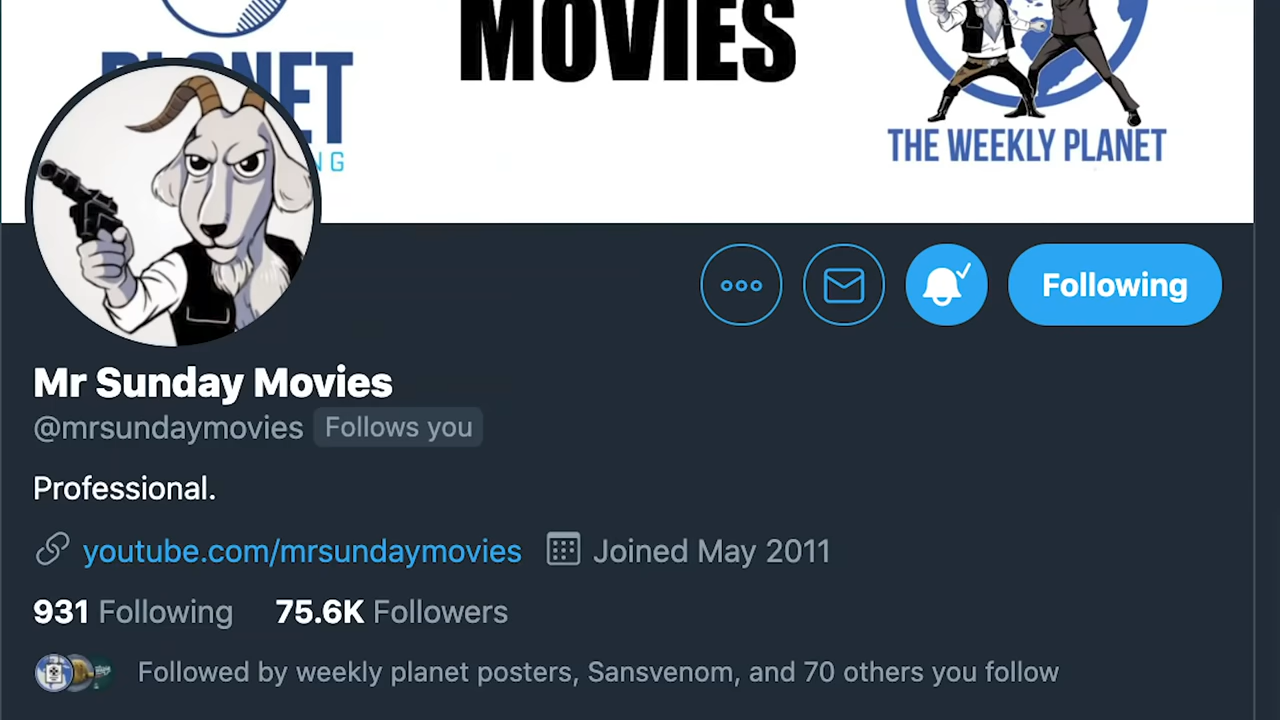 MOVIES
THE WEEKLY PLANET
Following
Mr Sunday Movies
@mrsundaymovies Follows you
Professional.
youtube.com/mrsundaymovies Joined May 2011
931 Following 75.6K Followers
Followed by weekly planet posters, Sansvenom, and 70 others you follow